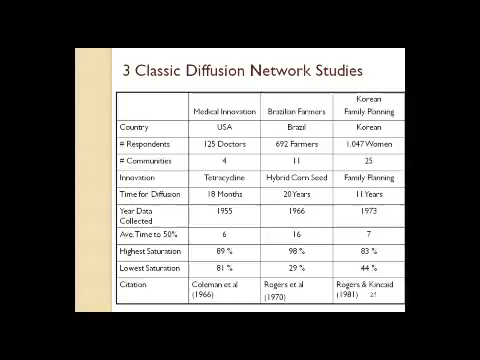 3 Classic Diffusion Network Studies
Medical Innovation Brazilian Farmers Korean Family Planning
Country USA Brazil Korean
# Respondents 125 Doctors 692 Farmers 1,047 Women
# Communities 4 11 25
Innovation Tetracycline Hybrid Corn Seed Family Planning
Time for Diffusion 18 Months 20 Years 11 Years
Year Data Collected 1955 1966 1973
Ave. Time to 50% 6 16 7
Highest Saturation 89 % 98 % 83 %
Lowest Saturation 81 % 29 % 44 %
Citation Coleman et al (1966) Rogers et al (1970) Rogers & Kincaid (1981) 25